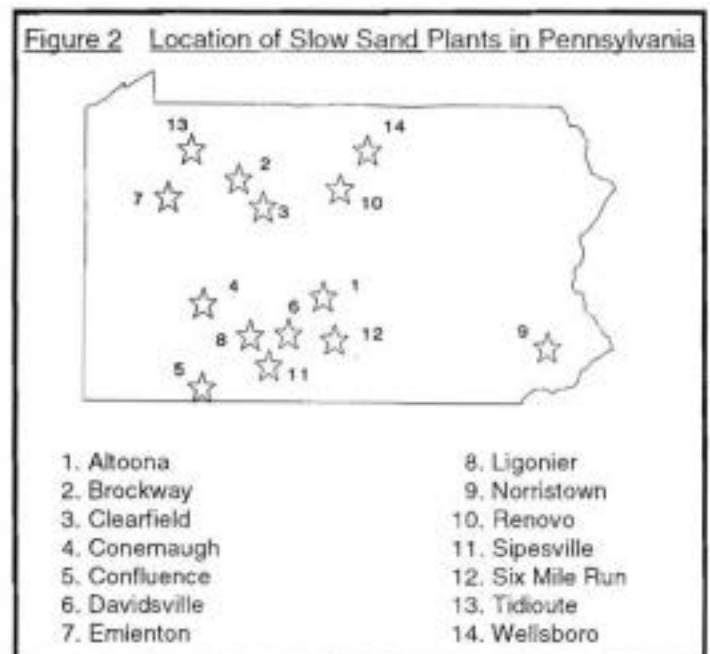 Figure 2 Location of Slow Sand Plants in Pennsylvania
13
14
2
7
3
10
4
1
6
8
12
9
5
11
1. Altoona
2. Brockway
3. Clearfield
4. Conemaugh
5. Confluence
6. Davidsville
7. Emienton
8. Ligonier
9. Norristown
10. Renovo
11. Sipesville
12. Six Mile Run
13. Tidioute
14. Wellsboro